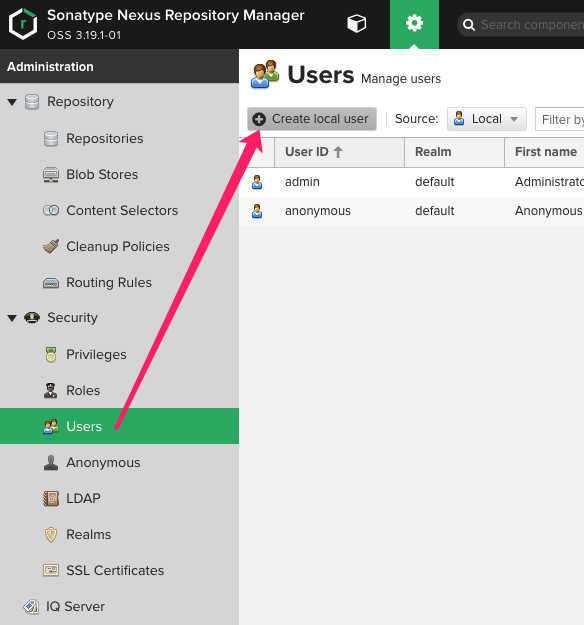 Sonatype Nexus Repository Manager
OSS 3.19.1-01
Search componen
Administration
Repository
Repositories
Blob Stores
Content Selectors
Cleanup Policies
Routing Rules
Security
Privileges
Roles
Users
Anonymous
LDAP
Realms
SSL Certificates
IQ Server
Users Manage users
Create local user Source: Local Filter by
User ID Realm First name
admin default Administrato
anonymous default Anonymous